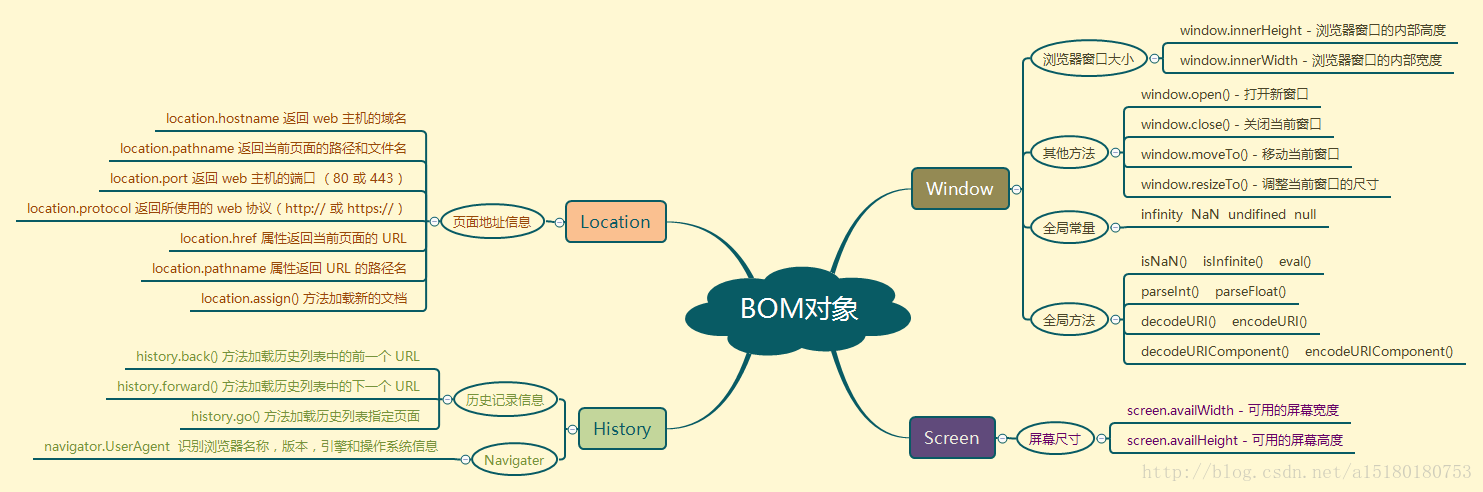 BOM对象
Location
页面地址信息
location.hostname 返回 web 主机的域名
location.pathname 返回当前页面的路径和文件名
location.port 返回 web 主机的端口 （80 或 443 ）
location.protocol 返回所使用的 web 协议（http:// 或 https:// ）
location.href 属性返回当前页面的 URL
location.pathname 属性返回 URL 的路径名
location.assign() 方法加载新的文档
History
历史记录信息
history.back() 方法加载历史列表中的前一个 URL
history.forward() 方法加载历史列表中的下一个 URL
history.go() 方法加载历史列表指定页面
Navigater
navigator.UserAgent 识别浏览器名称，版本，引擎和操作系统信息
Window
浏览器窗口大小
window.innerHeight - 浏览器窗口的内部高度
window.innerWidth - 浏览器窗口的内部宽度
其他方法
window.open() - 打开新窗口
window.close() - 关闭当前窗口
window.moveTo() - 移动当前窗口
window.resizeTo() - 调整当前窗口的尺寸
全局常量
infinity NaN undifined null
全局方法
isNaN() isInfinite() eval()
parseInt() parseFloat()
decodeURI() encodeURI()
decodeURIComponent() encodeURIComponent()
Screen
屏幕尺寸
screen.availWidth - 可用的屏幕宽度
screen.availHeight - 可用的屏幕高度
http://blog.csdn.net/a15180180753